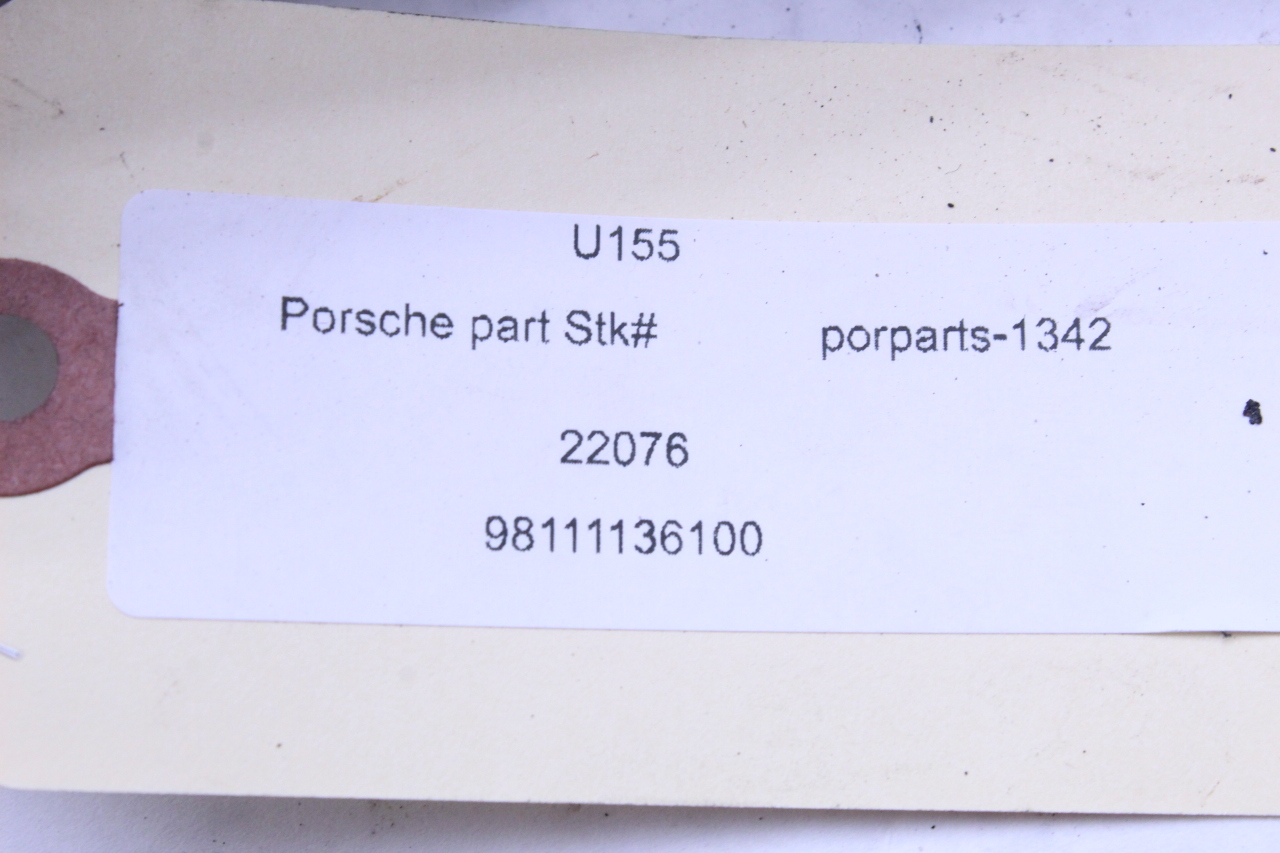 U155
Porsche part Stk# porparts-1342
22076
98111136100